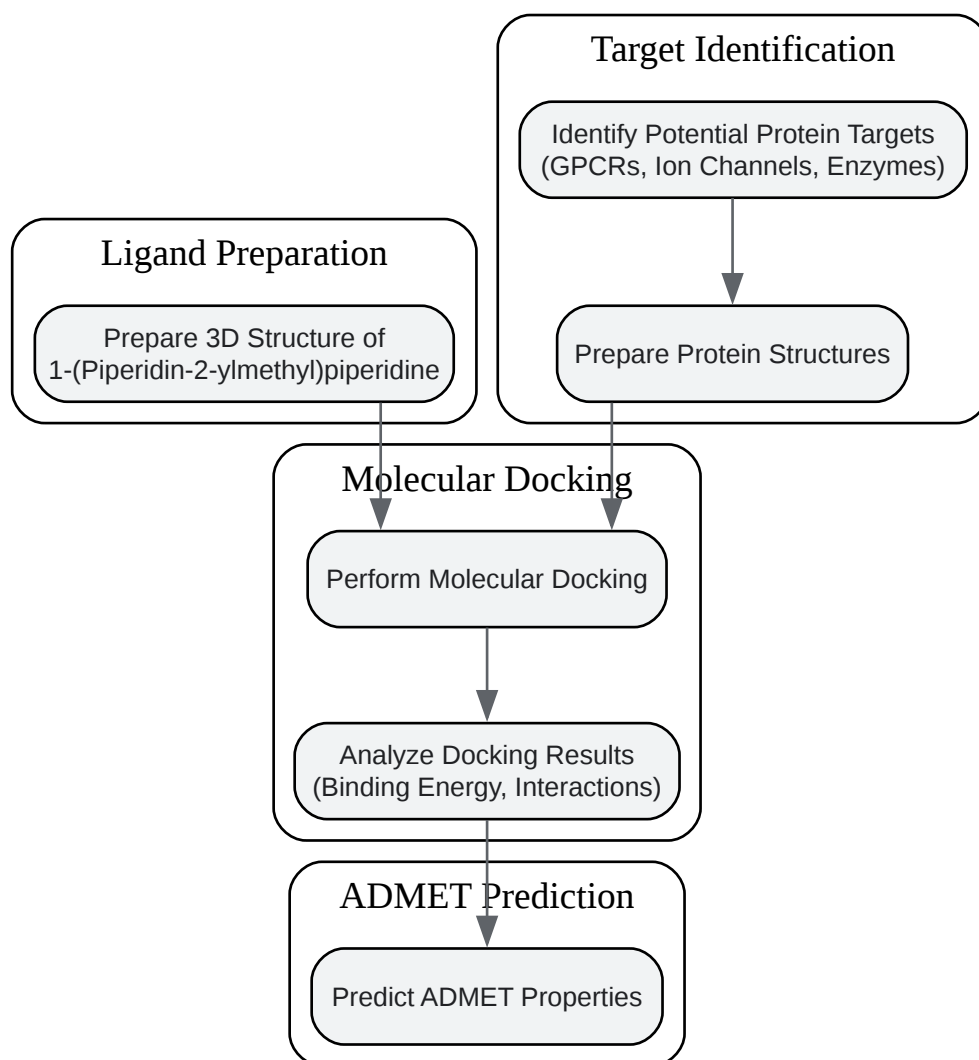 Target Identification
Identify Potential Protein Targets
(GPCRs, Ion Channels, Enzymes)
Ligand Preparation
Prepare 3D Structure of
1-(Piperidin-2-ylmethyl)piperidine
Prepare Protein Structures
Molecular Docking
Perform Molecular Docking
Analyze Docking Results
(Binding Energy, Interactions)
ADMET Prediction
Predict ADMET Properties